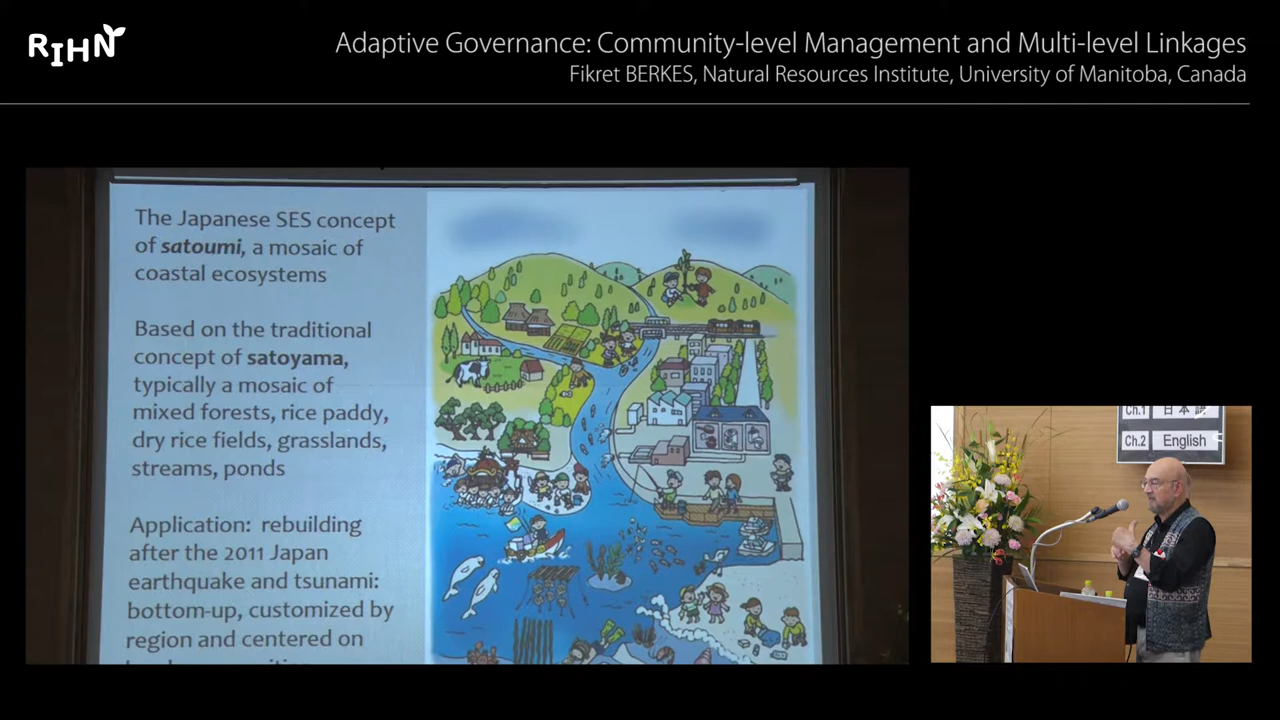 RIHN
Adaptive Governance: Community-level Management and Multi-level Linkages
Fikret BERKES, Natural Resources Institute, University of Manitoba, Canada
The Japanese SES concept
of satoumi, a mosaic of
coastal ecosystems
Based on the traditional
concept of satoyama,
typically a mosaic of
mixed forests, rice paddy,
dry rice fields, grasslands,
streams, ponds
Application: rebuilding
after the 2011 Japan
earthquake and tsunami:
bottom-up, customized by
region and centered on
Ch.1 日本語
Ch.2 English